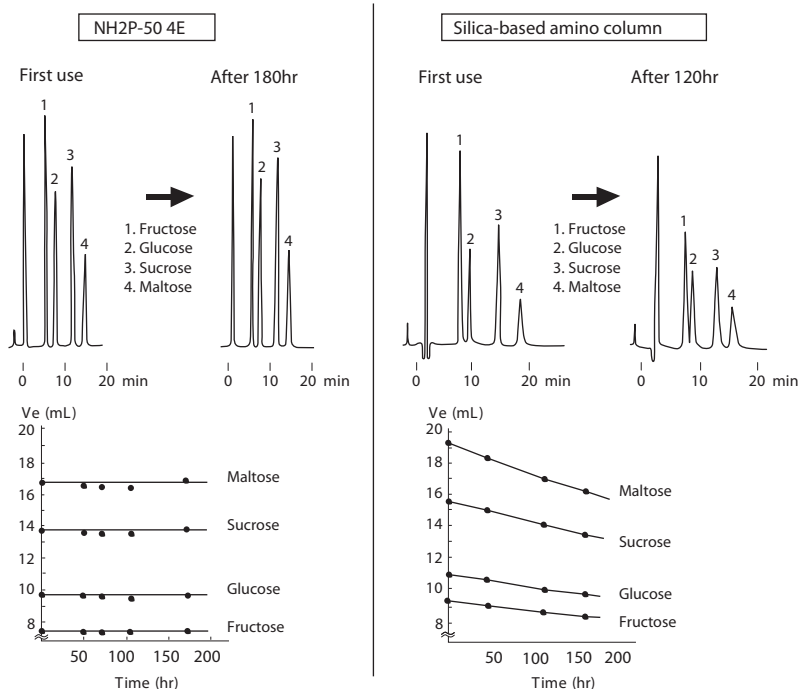 NH2P-50 4E
First use
After 180hr
1
2
3
4
1
2
3
4
1. Fructose
2. Glucose
3. Sucrose
4. Maltose
0 10 20 min
0 10 20 min
Ve (mL)
20
18
16
14
12
10
8
Maltose
Sucrose
Glucose
Fructose
50 100 150 200
Time (hr)
Silica-based amino column
First use
After 120hr
1
2
3
4
1
2
3
4
1. Fructose
2. Glucose
3. Sucrose
4. Maltose
0 10 20 min
0 10 20 min
Ve (mL)
20
18
16
14
12
10
8
Maltose
Sucrose
Glucose
Fructose
50 100 150 200
Time (hr)